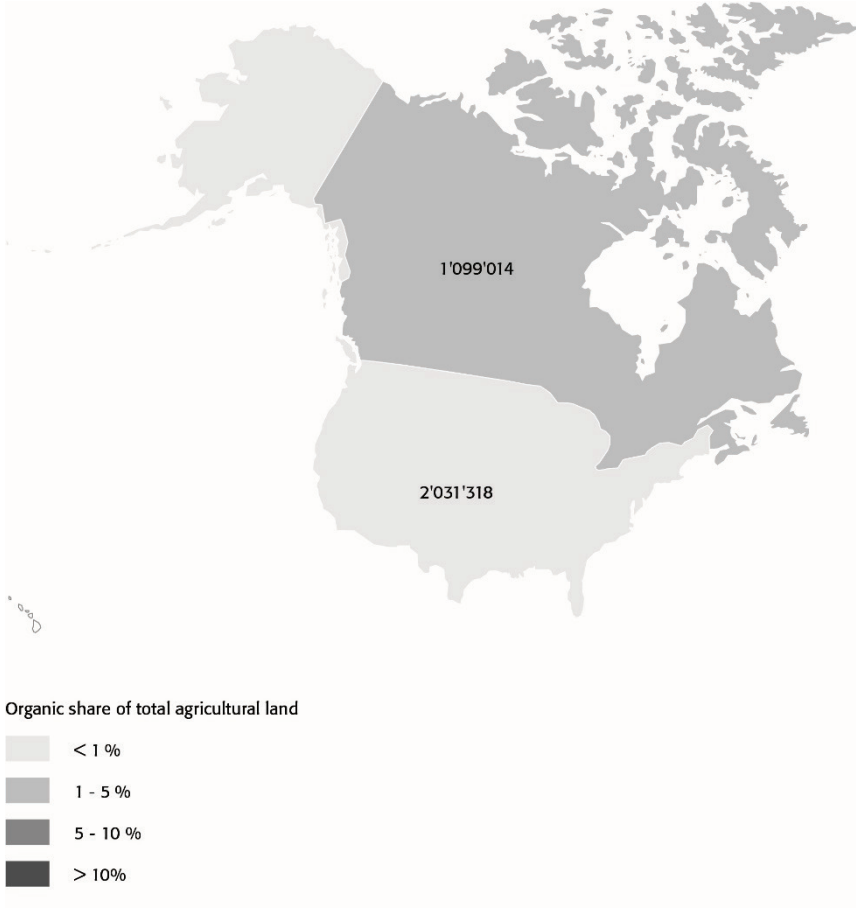 1'099'014
2'031'318
Organic share of total agricultural land
< 1 %
1 - 5 %
5 - 10 %
> 10%